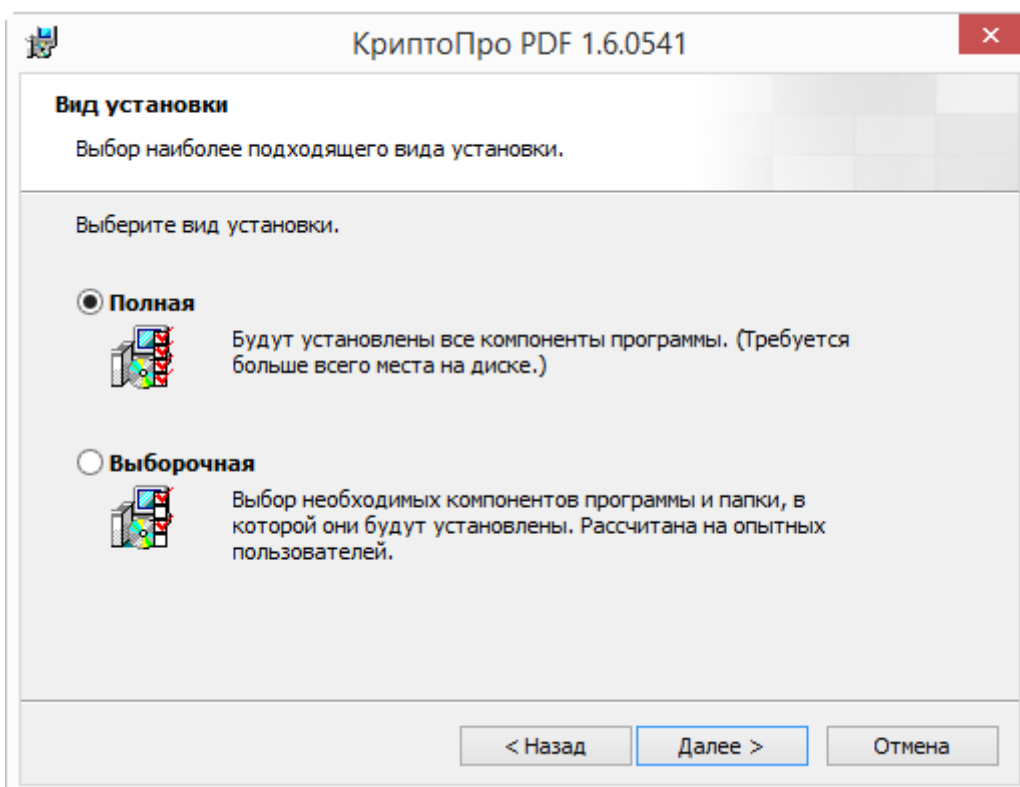 КриптоПро PDF 1.6.0541
Вид установки
Выбор наиболее подходящего вида установки.
Выберите вид установки.
Полная
Будут установлены все компоненты программы. (Требуется
больше всего места на диске.)
Выборочная
Выбор необходимых компонентов программы и папки, в
которой они будут установлены. Рассчитана на опытных
пользователей.
< Назад
Далее >
Отмена